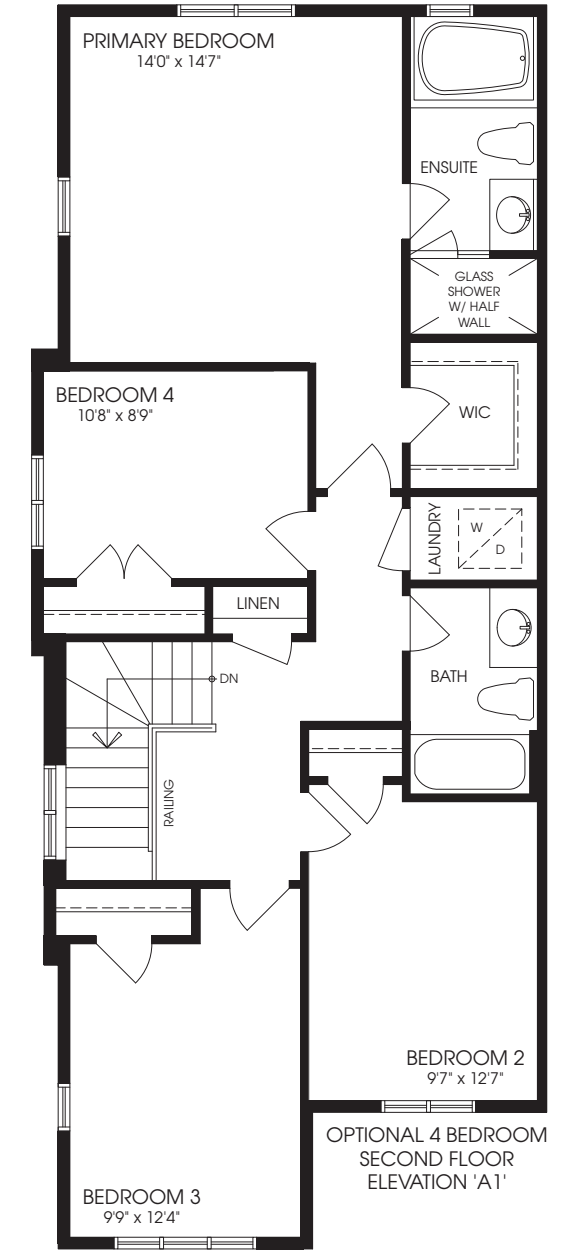 PRIMARY BEDROOM
14'0" x 14'7"
ENSUITE
GLASS
SHOWER
W/ HALF
WALL
BEDROOM 4
10'8" x 8'9"
WIC
LAUNDRY
W
D
LINEN
DN
BATH
RAILING
BEDROOM 2
9'7" x 12'7"
OPTIONAL 4 BEDROOM
SECOND FLOOR
ELEVATION 'A1'
BEDROOM 3
9'9" x 12'4"